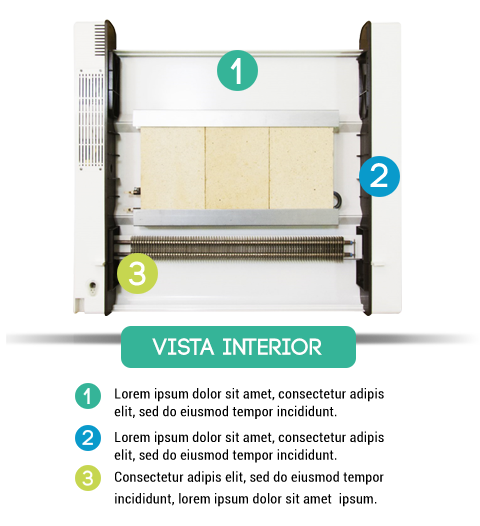 1
2
3
VISTA INTERIOR
1 Lorem ipsum dolor sit amet, consectetur adipis
elit, sed do eiusmod tempor incididunt.
2 Lorem ipsum dolor sit amet, consectetur adipis
elit, sed do eiusmod tempor incididunt.
3 Consectetur adipis elit, sed do eiusmod tempor
incididunt, lorem ipsum dolor sit amet ipsum.